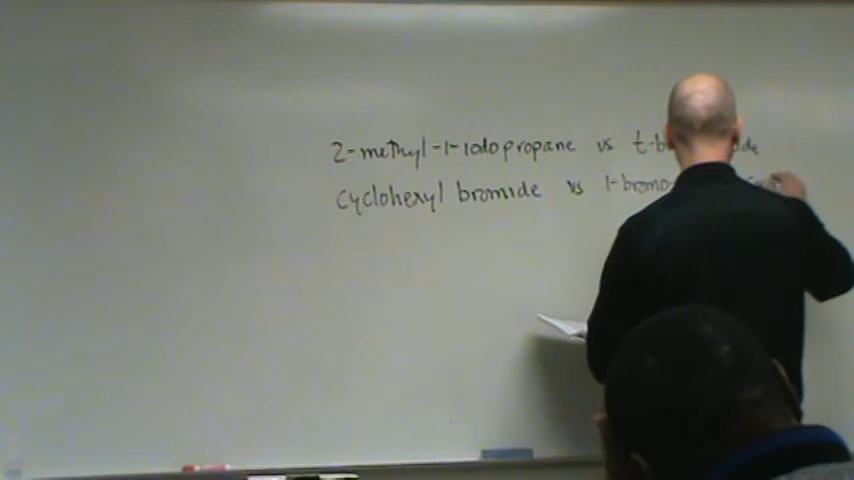 2-methyl-1-iodopropane vs
cyclohexyl bromide vs 1-bromo